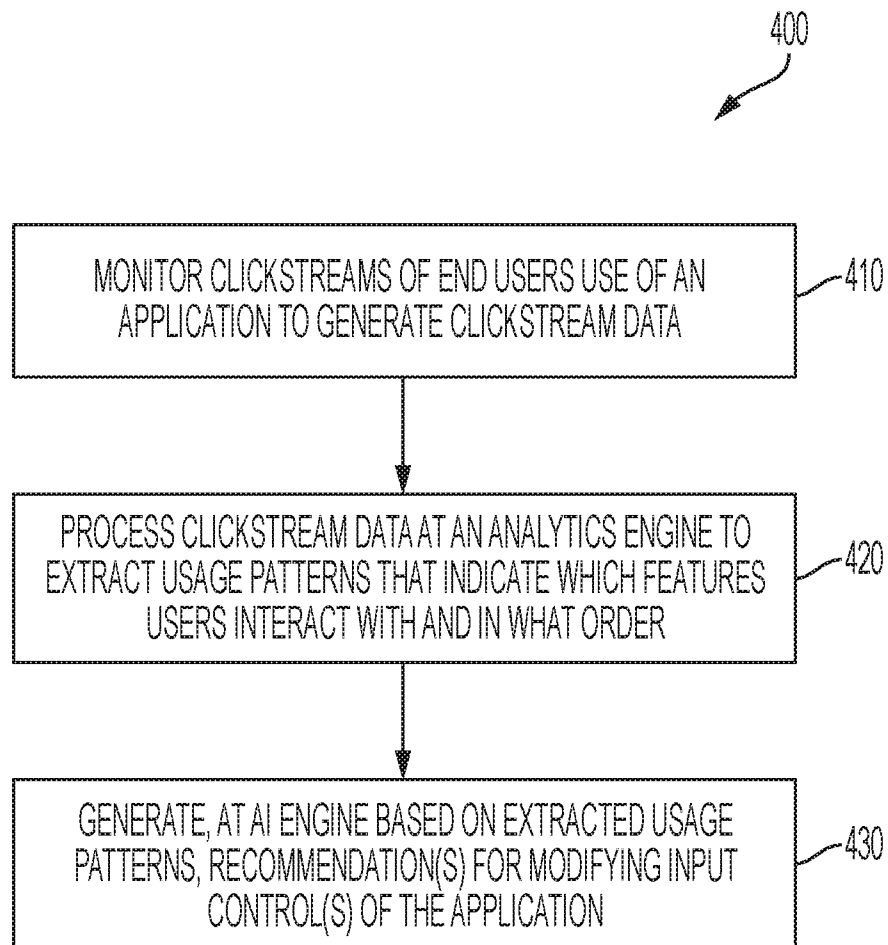 400
MONITOR CLICKSTREAMS OF END USERS USE OF AN
APPLICATION TO GENERATE CLICKSTREAM DATA
410
PROCESS CLICKSTREAM DATA AT AN ANALYTICS ENGINE TO
EXTRACT USAGE PATTERNS THAT INDICATE WHICH FEATURES
USERS INTERACT WITH AND IN WHAT ORDER
420
GENERATE, AT AI ENGINE BASED ON EXTRACTED USAGE
PATTERNS, RECOMMENDATION(S) FOR MODIFYING INPUT
CONTROL(S) OF THE APPLICATION
430